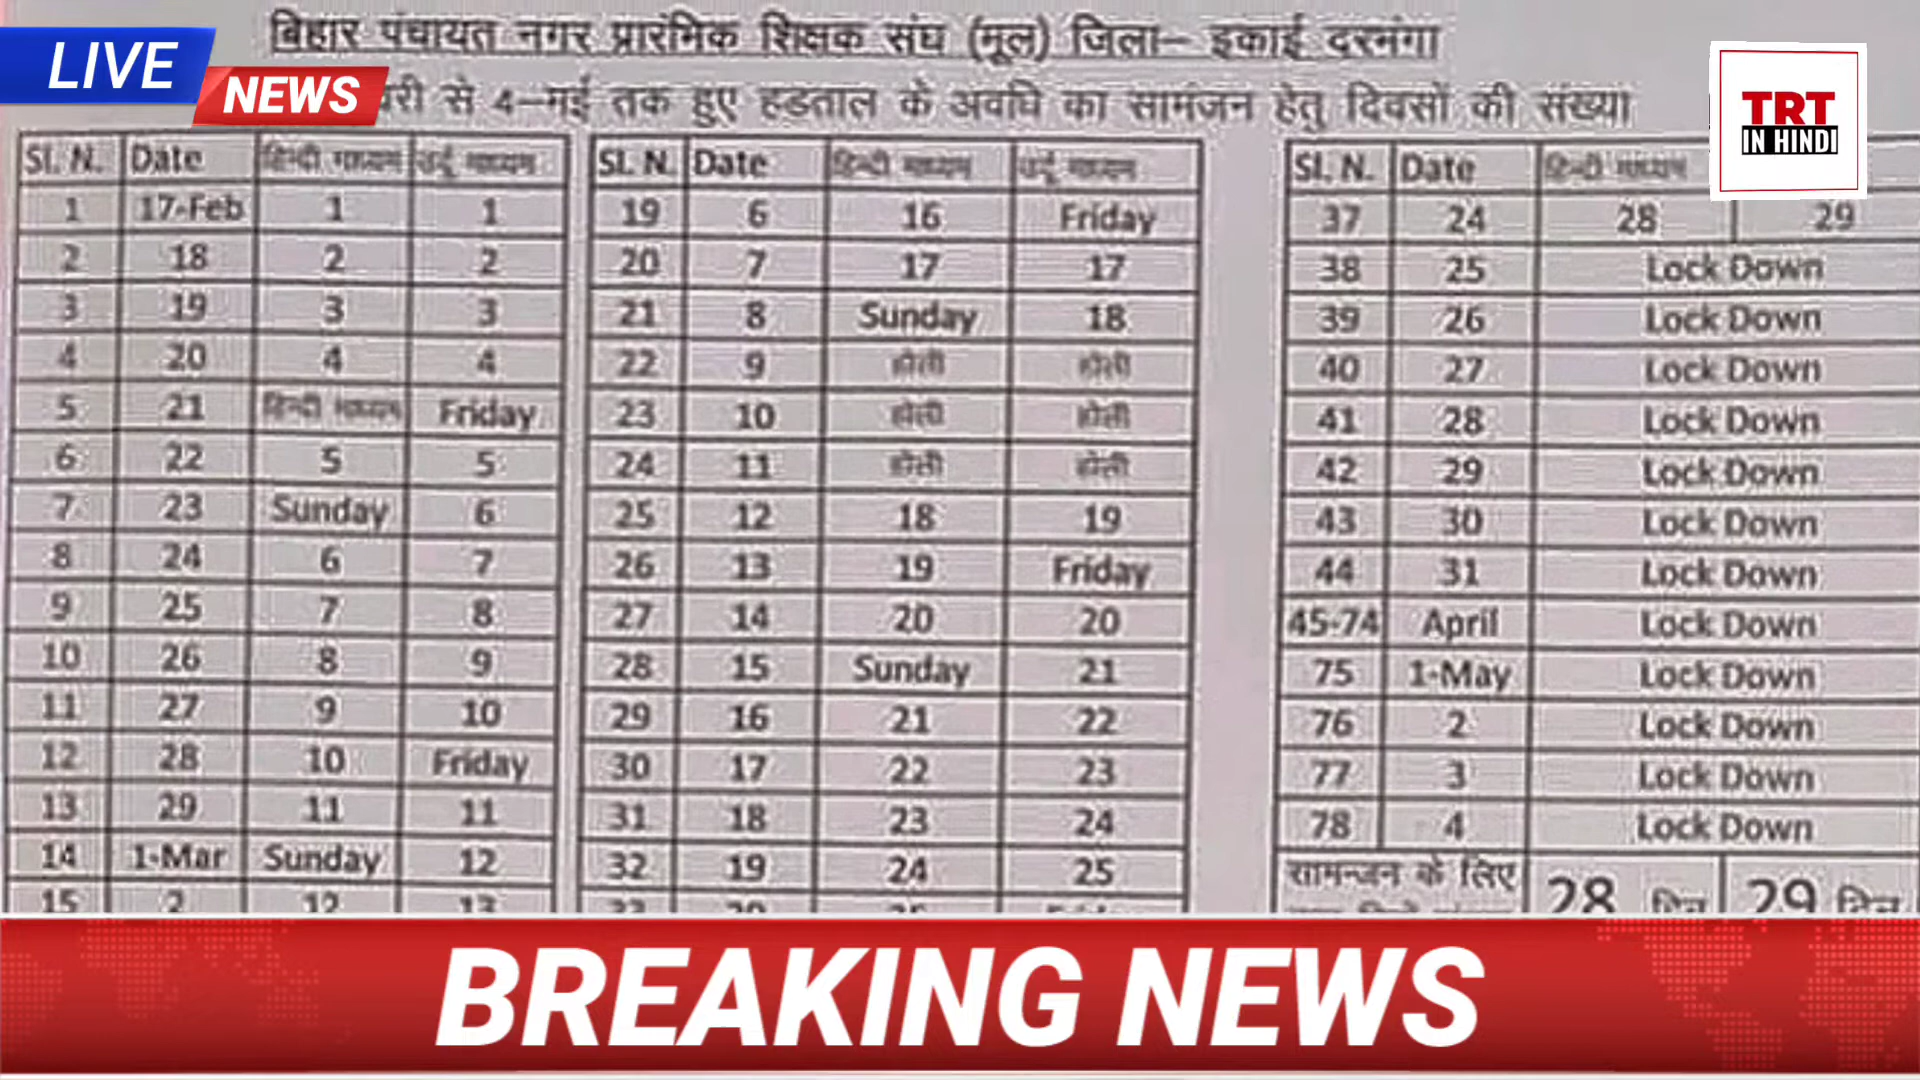 बिहार पंचायत नगर प्रारंभिक शिक्षक संघ (मूल) जिला– इकाई दरभंगा
LIVE
NEWS
री से 4–मई तक हुए हडताल के अवधि का सामंजन हेतु दिवसों की संख्या
TRT
IN HINDI
Sl. N. Date हिन्दी माध्यम उर्दू माध्यम
1 17-Feb 1 1
2 18 2 2
3 19 3 3
4 20 4 4
5 21 हिन्दी माध्यम Friday
6 22 5 5
7 23 Sunday 6
8 24 6 7
9 25 7 8
10 26 8 9
11 27 9 10
12 28 10 Friday
13 29 11 11
14 1-Mar Sunday 12
15 2 12 13
Sl. N. Date हिन्दी माध्यम उर्दू माध्यम
19 6 16 Friday
20 7 17 17
21 8 Sunday 18
22 9 होली होली
23 10 होली होली
24 11 होली होली
25 12 18 19
26 13 19 Friday
27 14 20 20
28 15 Sunday 21
29 16 21 22
30 17 22 23
31 18 23 24
32 19 24 25
Sl. N. Date हिन्दी माध्यम
37 24 28 29
38 25 Lock Down
39 26 Lock Down
40 27 Lock Down
41 28 Lock Down
42 29 Lock Down
43 30 Lock Down
44 31 Lock Down
45-74 April Lock Down
75 1-May Lock Down
76 2 Lock Down
77 3 Lock Down
78 4 Lock Down
सामन्जन के लिए 28 दिन 29 दिन
BREAKING NEWS